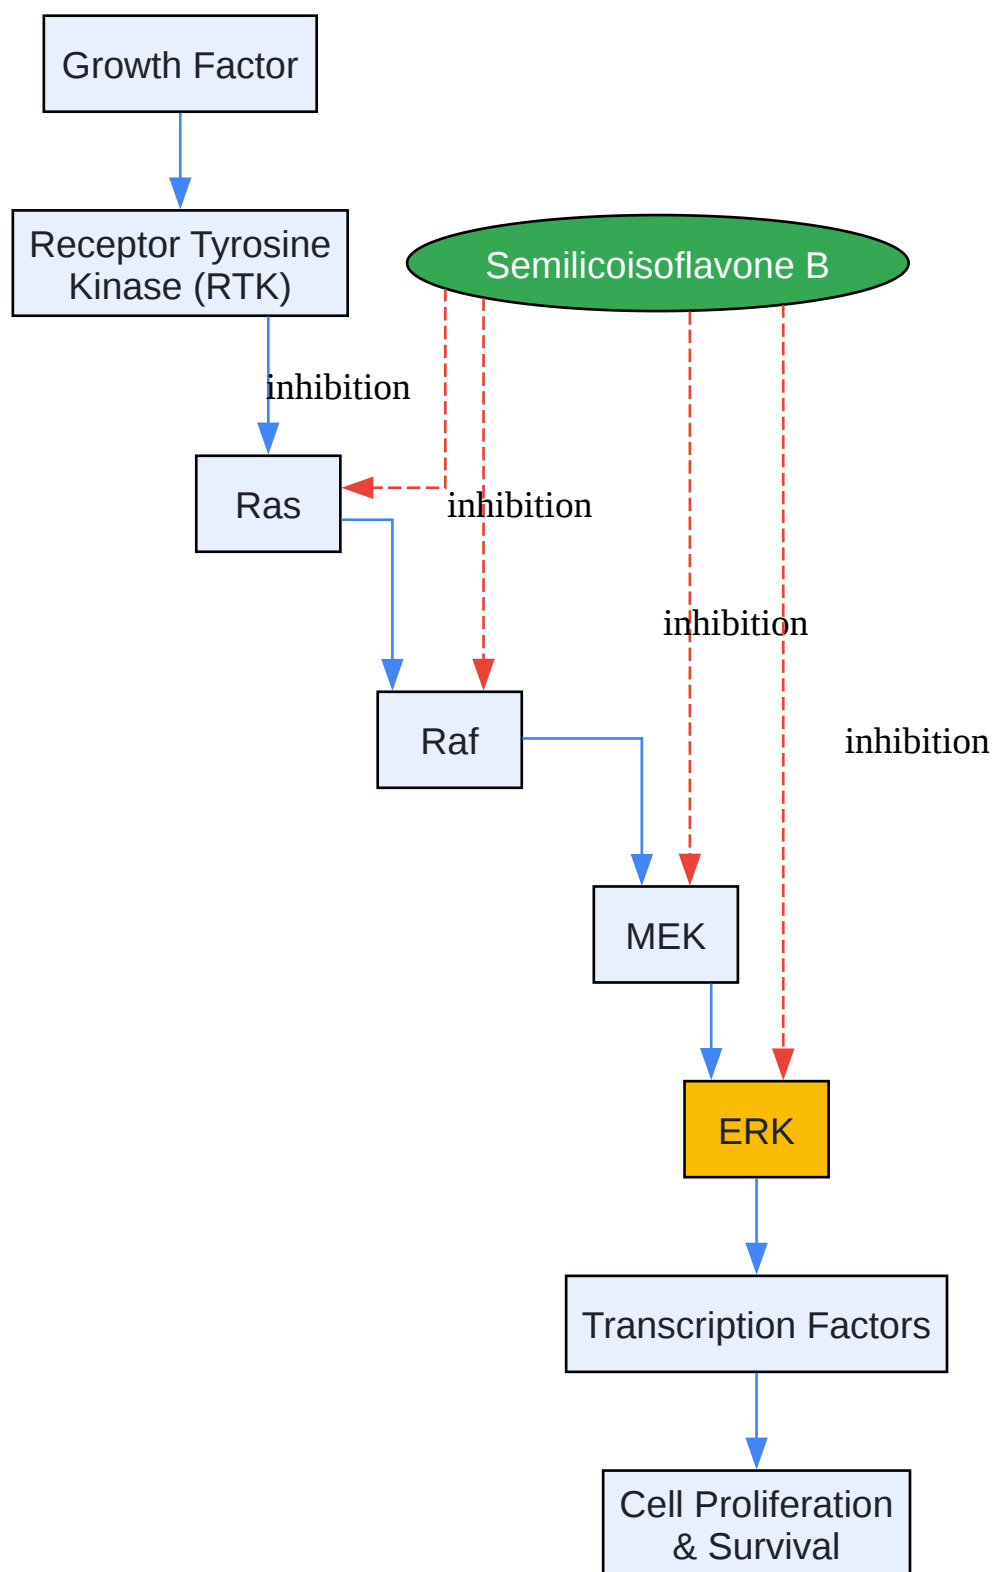 Growth Factor
Receptor Tyrosine
Kinase (RTK)
Semilicoisoflavone B
inhibition
Ras
inhibition
inhibition
Raf
inhibition
MEK
ERK
Transcription Factors
Cell Proliferation
& Survival